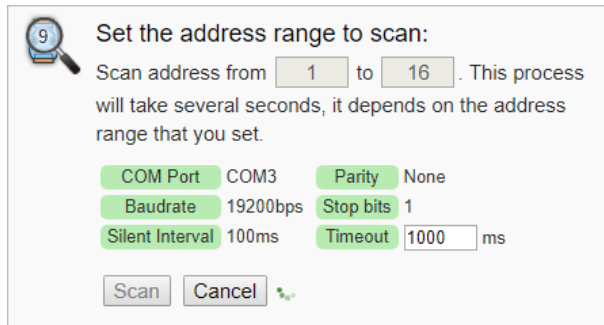 9
Set the address range to scan:
Scan address from 1 to 16 . This process
will take several seconds, it depends on the address
range that you set.
COM Port COM3 Parity None
Baudrate 19200bps Stop bits 1
Silent Interval 100ms Timeout 1000 ms
Scan Cancel